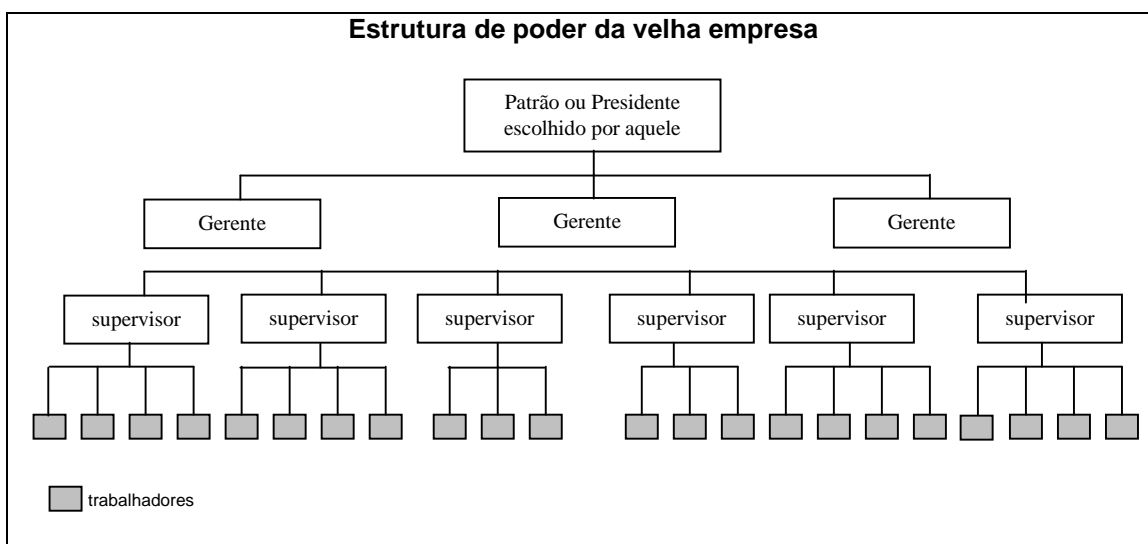 Estrutura de poder da velha empresa
Patrão ou Presidente
escolhido por aquele
Gerente
Gerente
Gerente
supervisor
supervisor
supervisor
supervisor
supervisor
supervisor
trabalhadores